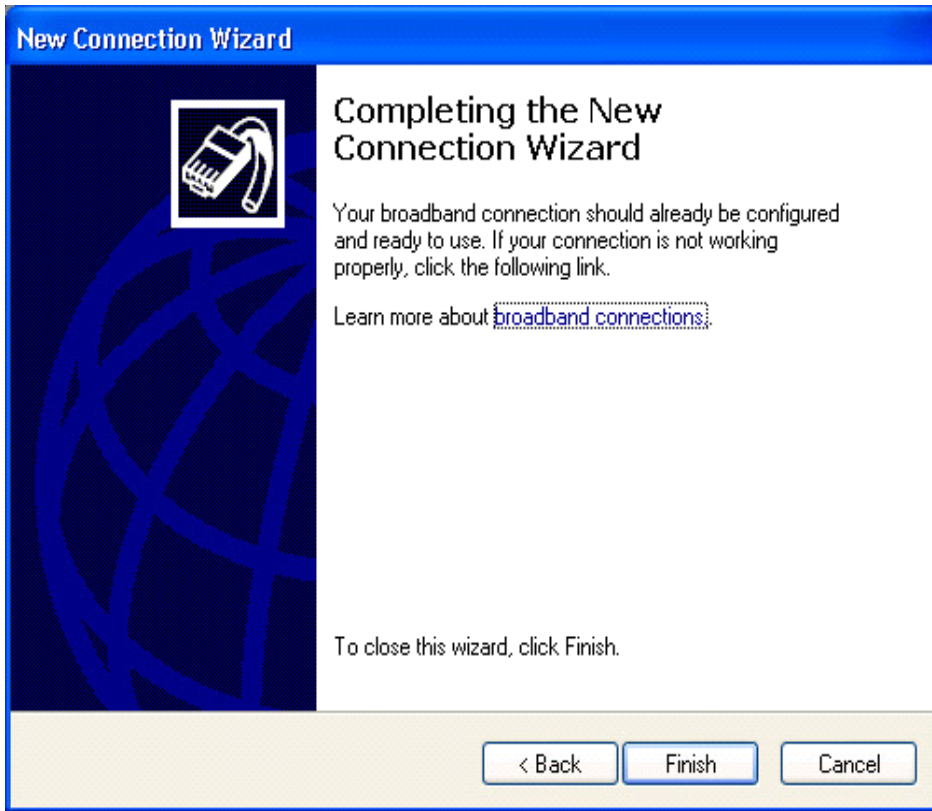 New Connection Wizard
Completing the New
Connection Wizard
Your broadband connection should already be configured
and ready to use. If your connection is not working
properly, click the following link.
Learn more about broadband connections.
To close this wizard, click Finish.
< Back Finish Cancel